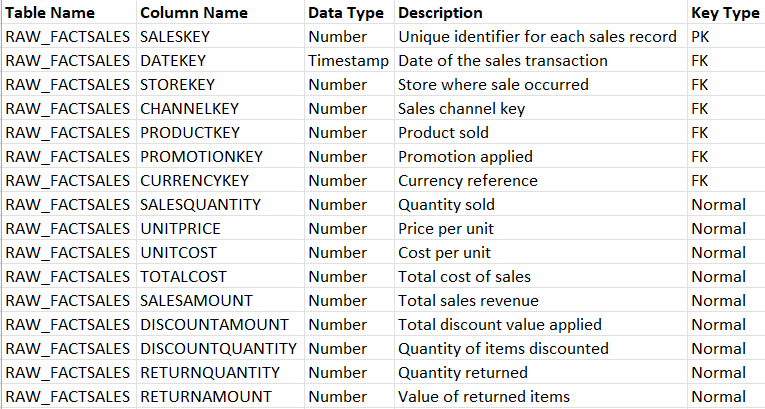 Table Name Column Name Data Type Description Key Type
RAW_FACTSALES SALESKEY Number Unique identifier for each sales record PK
RAW_FACTSALES DATEKEY Timestamp Date of the sales transaction FK
RAW_FACTSALES STOREKEY Number Store where sale occurred FK
RAW_FACTSALES CHANNELKEY Number Sales channel key FK
RAW_FACTSALES PRODUCTKEY Number Product sold FK
RAW_FACTSALES PROMOTIONKEY Number Promotion applied FK
RAW_FACTSALES CURRENCYKEY Number Currency reference FK
RAW_FACTSALES SALESQUANTITY Number Quantity sold Normal
RAW_FACTSALES UNITPRICE Number Price per unit Normal
RAW_FACTSALES UNITCOST Number Cost per unit Normal
RAW_FACTSALES TOTALCOST Number Total cost of sales Normal
RAW_FACTSALES SALESAMOUNT Number Total sales revenue Normal
RAW_FACTSALES DISCOUNTAMOUNT Number Total discount value applied Normal
RAW_FACTSALES DISCOUNTQUANTITY Number Quantity of items discounted Normal
RAW_FACTSALES RETURNQUANTITY Number Quantity returned Normal
RAW_FACTSALES RETURNAMOUNT Number Value of returned items Normal